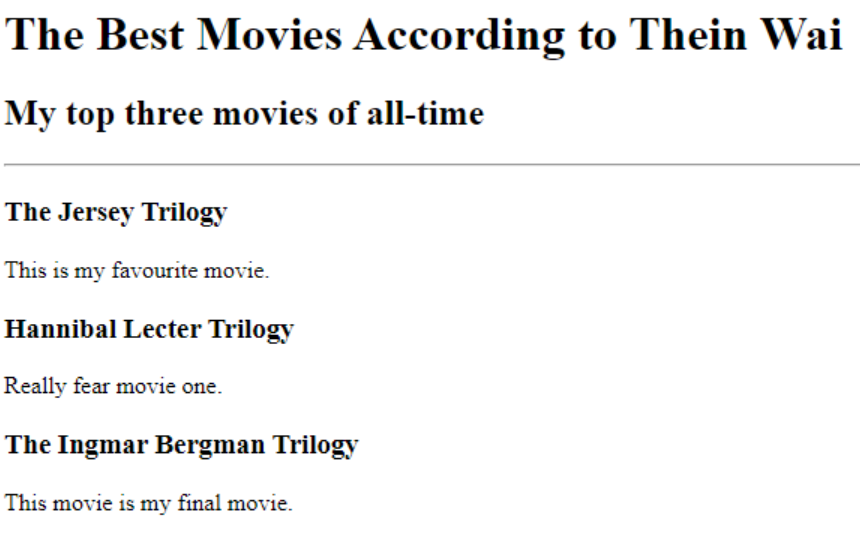 The Best Movies According to Thein Wai
My top three movies of all-time
The Jersey Trilogy
This is my favourite movie.
Hannibal Lecter Trilogy
Really fear movie one.
The Ingmar Bergman Trilogy
This movie is my final movie.